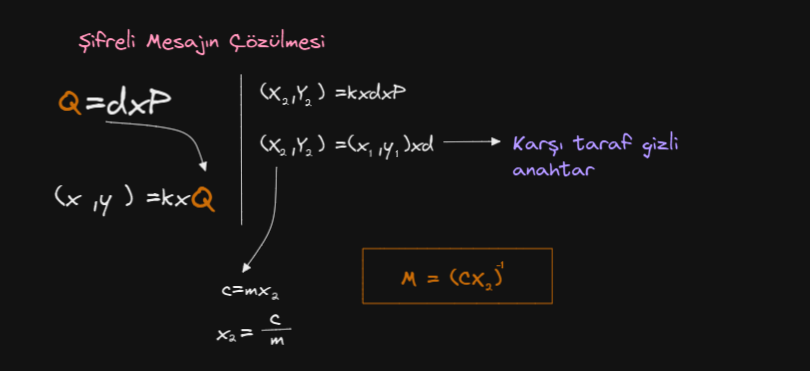 Şifreli Mesajın Çözülmesi
Q=dxP
(x ,y ) =kxQ
(x₂,Y₂ ) =kxdxP
(x₂,Y₂ ) =(x₁,y₁)xd
Karşı taraf gizli
anahtar
c=mx₂
x₂= c/m
M = (Cx₂)⁻¹